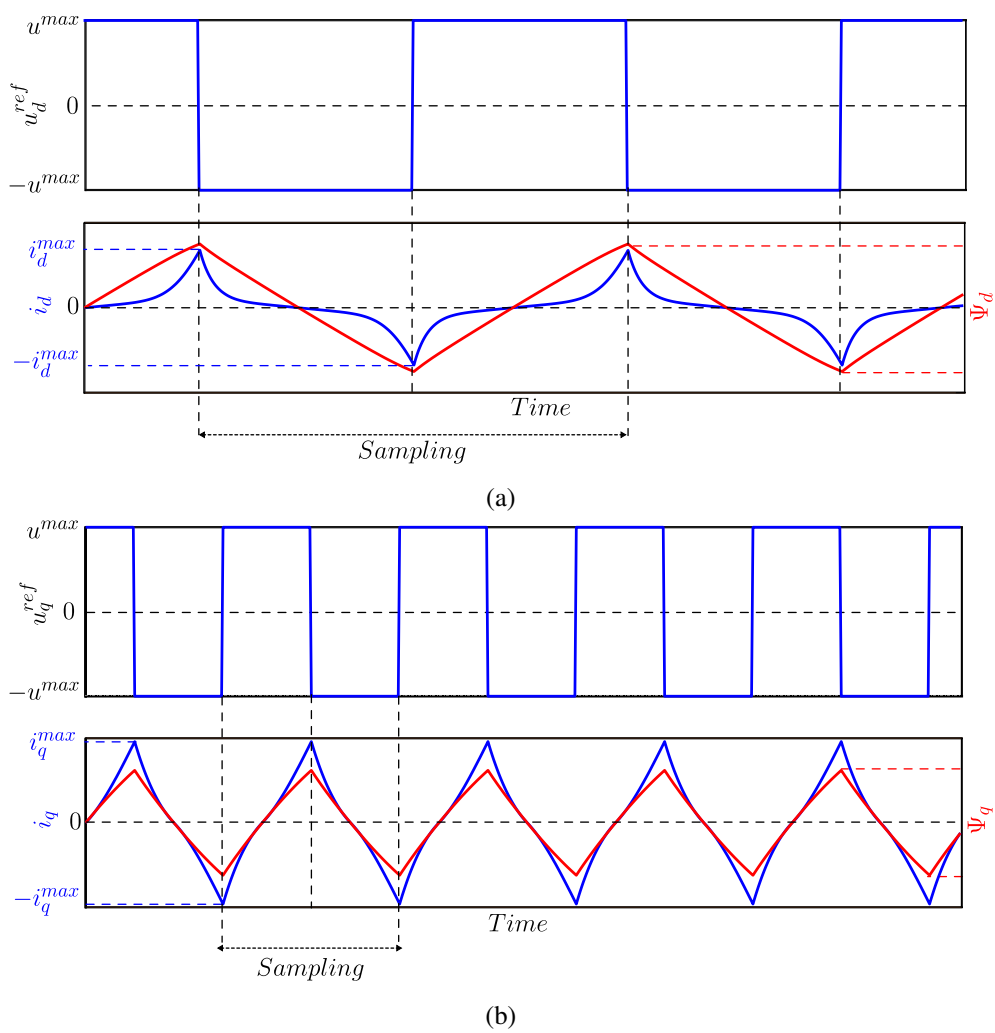 u^{max}
u_d^{ref}
0
−u^{max}
i_d^{max}
i_d
0
−i_d^{max}
Ψ_d
Time
Sampling
(a)
u^{max}
u_q^{ref}
0
−u^{max}
i_q^{max}
i_q
0
−i_q^{max}
Ψ_q
Time
Sampling
(b)